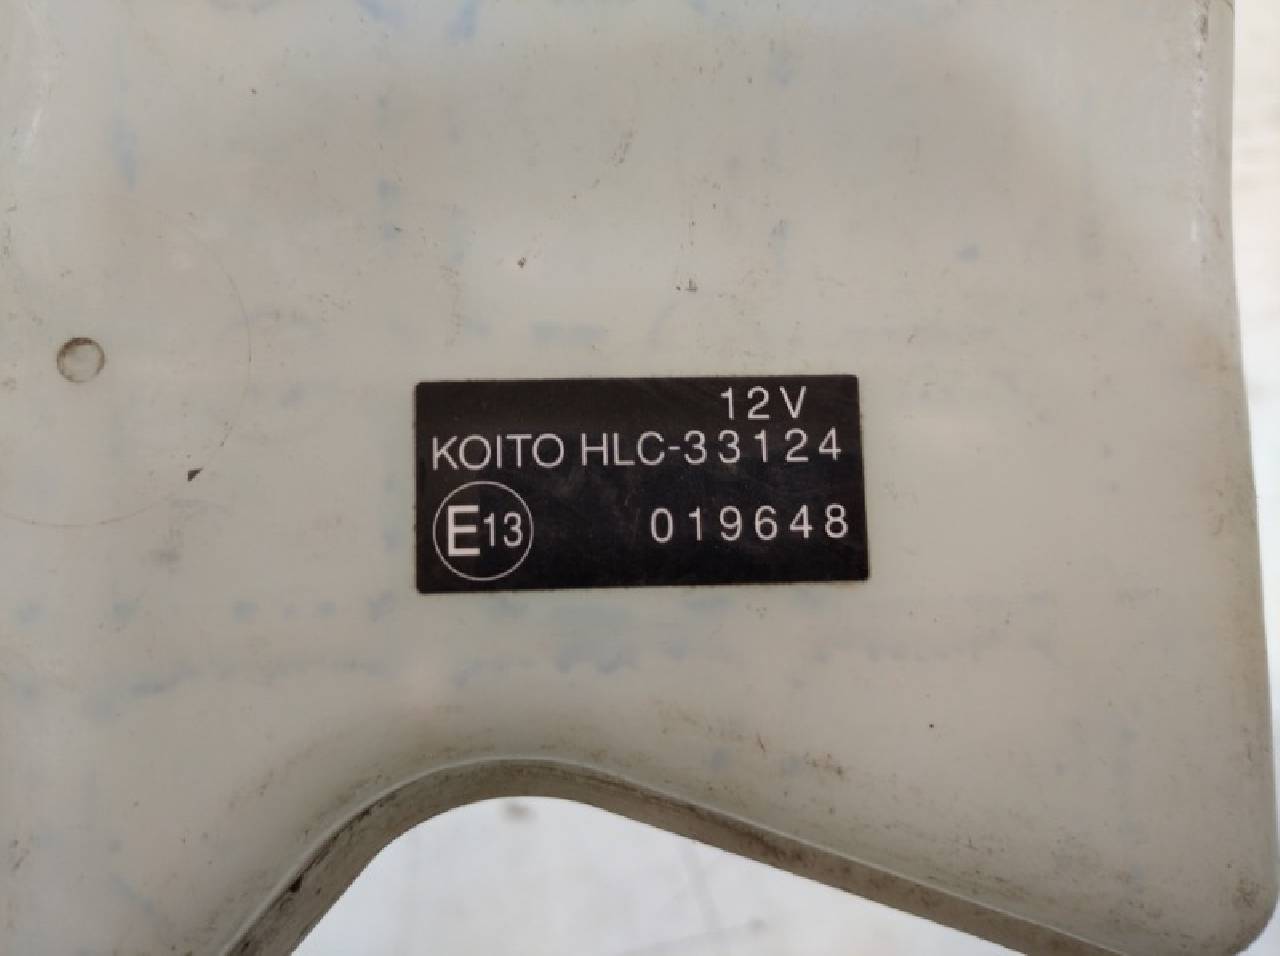 12V
KOITO HLC-33124
E13 019648